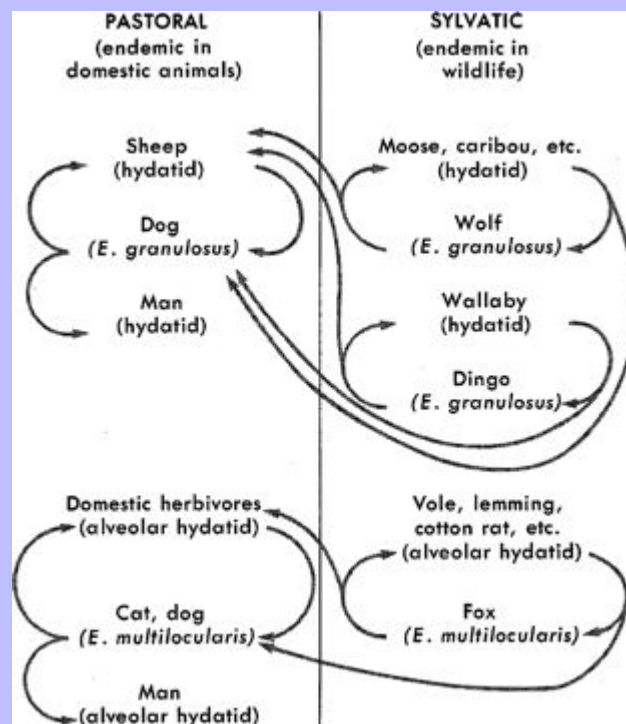 PASTORAL
(endemic in
domestic animals)
Sheep
(hydatid)
Dog
(E. granulosus)
Man
(hydatid)
Domestic herbivores
(alveolar hydatid)
Cat, dog
(E. multilocularis)
Man
(alveolar hydatid)
SYLVATIC
(endemic in
wildlife)
Moose, caribou, etc.
(hydatid)
Wolf
(E. granulosus)
Wallaby
(hydatid)
Dingo
(E. granulosus)
Vole, lemming,
cotton rat, etc.
(alveolar hydatid)
Fox
(E. multilocularis)